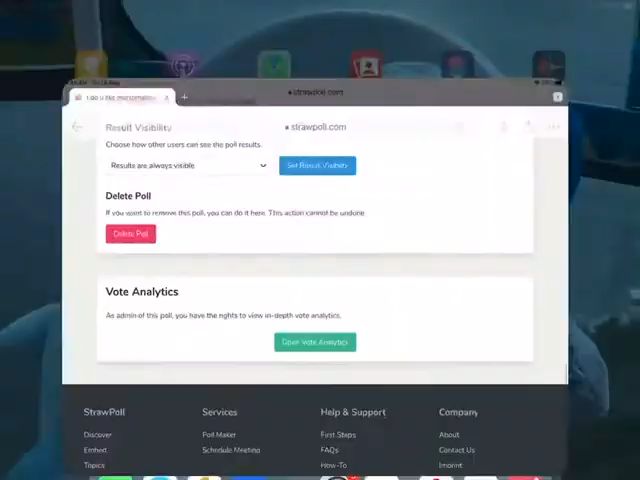 strawpoll.com
strawpoll.com
Result Visibility
Choose how other users can see the poll results.
Results are always visible
Set Result Visibility
Delete Poll
If you want to remove this poll, you can do it here. This action cannot be undone
Delete Poll
Vote Analytics
As admin of this poll, you have the rights to view in-depth vote analytics.
Open Vote Analytics
StrawPoll
Services
Help & Support
Company
Discover
Poll Maker
First Steps
About
Embed
Schedule Meeting
FAQs
Contact Us
Topics
How-To
Imprint